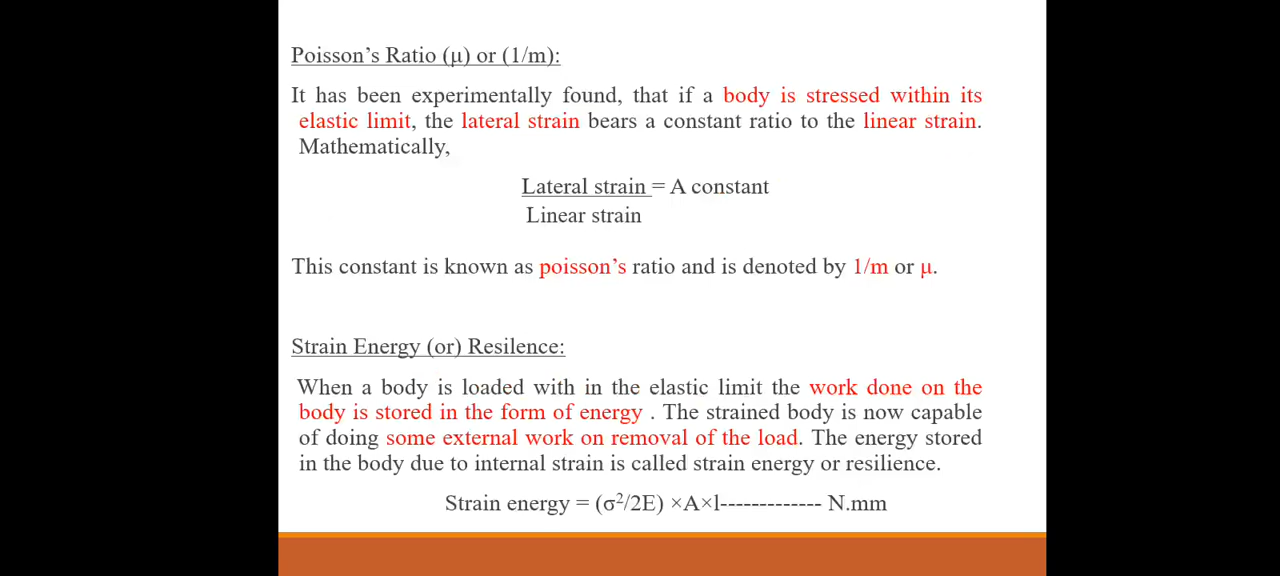 Poisson's Ratio (μ) or (1/m):
It has been experimentally found, that if a body is stressed within its
elastic limit, the lateral strain bears a constant ratio to the linear strain.
Mathematically,
Lateral strain = A constant
Linear strain
This constant is known as poisson's ratio and is denoted by 1/m or μ.
Strain Energy (or) Resilence:
When a body is loaded with in the elastic limit the work done on the
body is stored in the form of energy . The strained body is now capable
of doing some external work on removal of the load. The energy stored
in the body due to internal strain is called strain energy or resilience.
Strain energy = (σ²/2E) ×A×l------------- N.mm